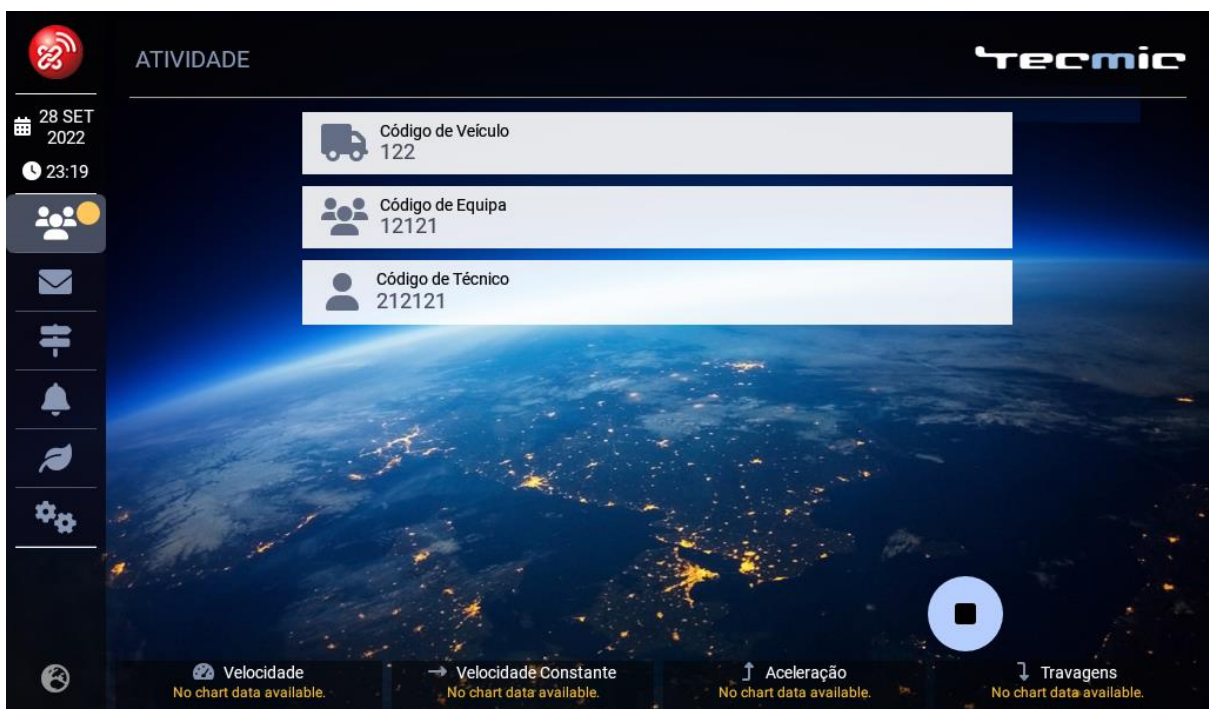 ATIVIDADE
тecmic
28 SET
2022
23:19
Código de Veículo
122
Código de Equipa
12121
Código de Técnico
212121
Velocidade
No chart data available.
Velocidade Constante
No chart data available.
Aceleração
No chart data available.
Travagens
No chart data available.